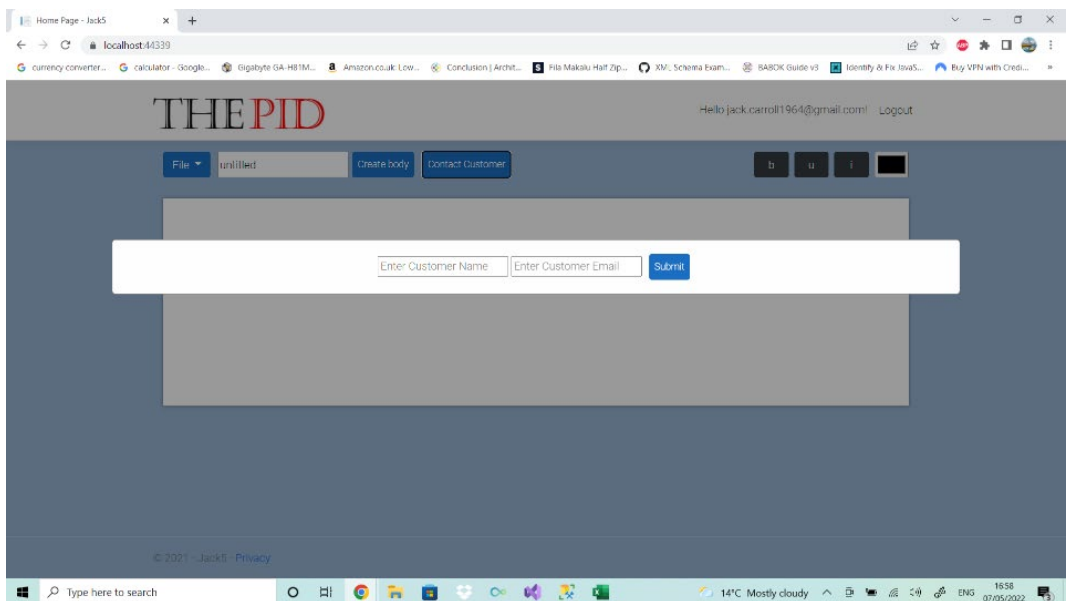 Home Page - Jack5
localhost:44339
currency converter... calculator - Google... Gigabyte GA-H81M... Amazon.co.uk: Low... Conclusion | Archit... Fila Makalu Half Zip... XML Schema Exam... BABOK Guide v3 Identify & Fix JavaS... Buy VPN with Credi... »
THEPID Hello jack.carroll1964@gmail.com! Logout
File untitled Create body Contact Customer b u i
Enter Customer Name Enter Customer Email Submit
© 2021 - Jack5 - Privacy
Type here to search 14°C Mostly cloudy ENG 16:58
07/05/2022